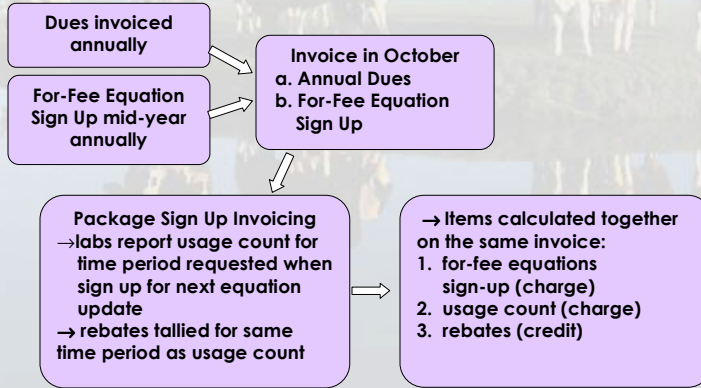 Dues invoiced
annually
For-Fee Equation
Sign Up mid-year
annually
Invoice in October
a. Annual Dues
b. For-Fee Equation
Sign Up
Package Sign Up Invoicing
→labs report usage count for
time period requested when
sign up for next equation
update
→ rebates tallied for same
time period as usage count
→ Items calculated together
on the same invoice:
1. for-fee equations
sign-up (charge)
2. usage count (charge)
3. rebates (credit)